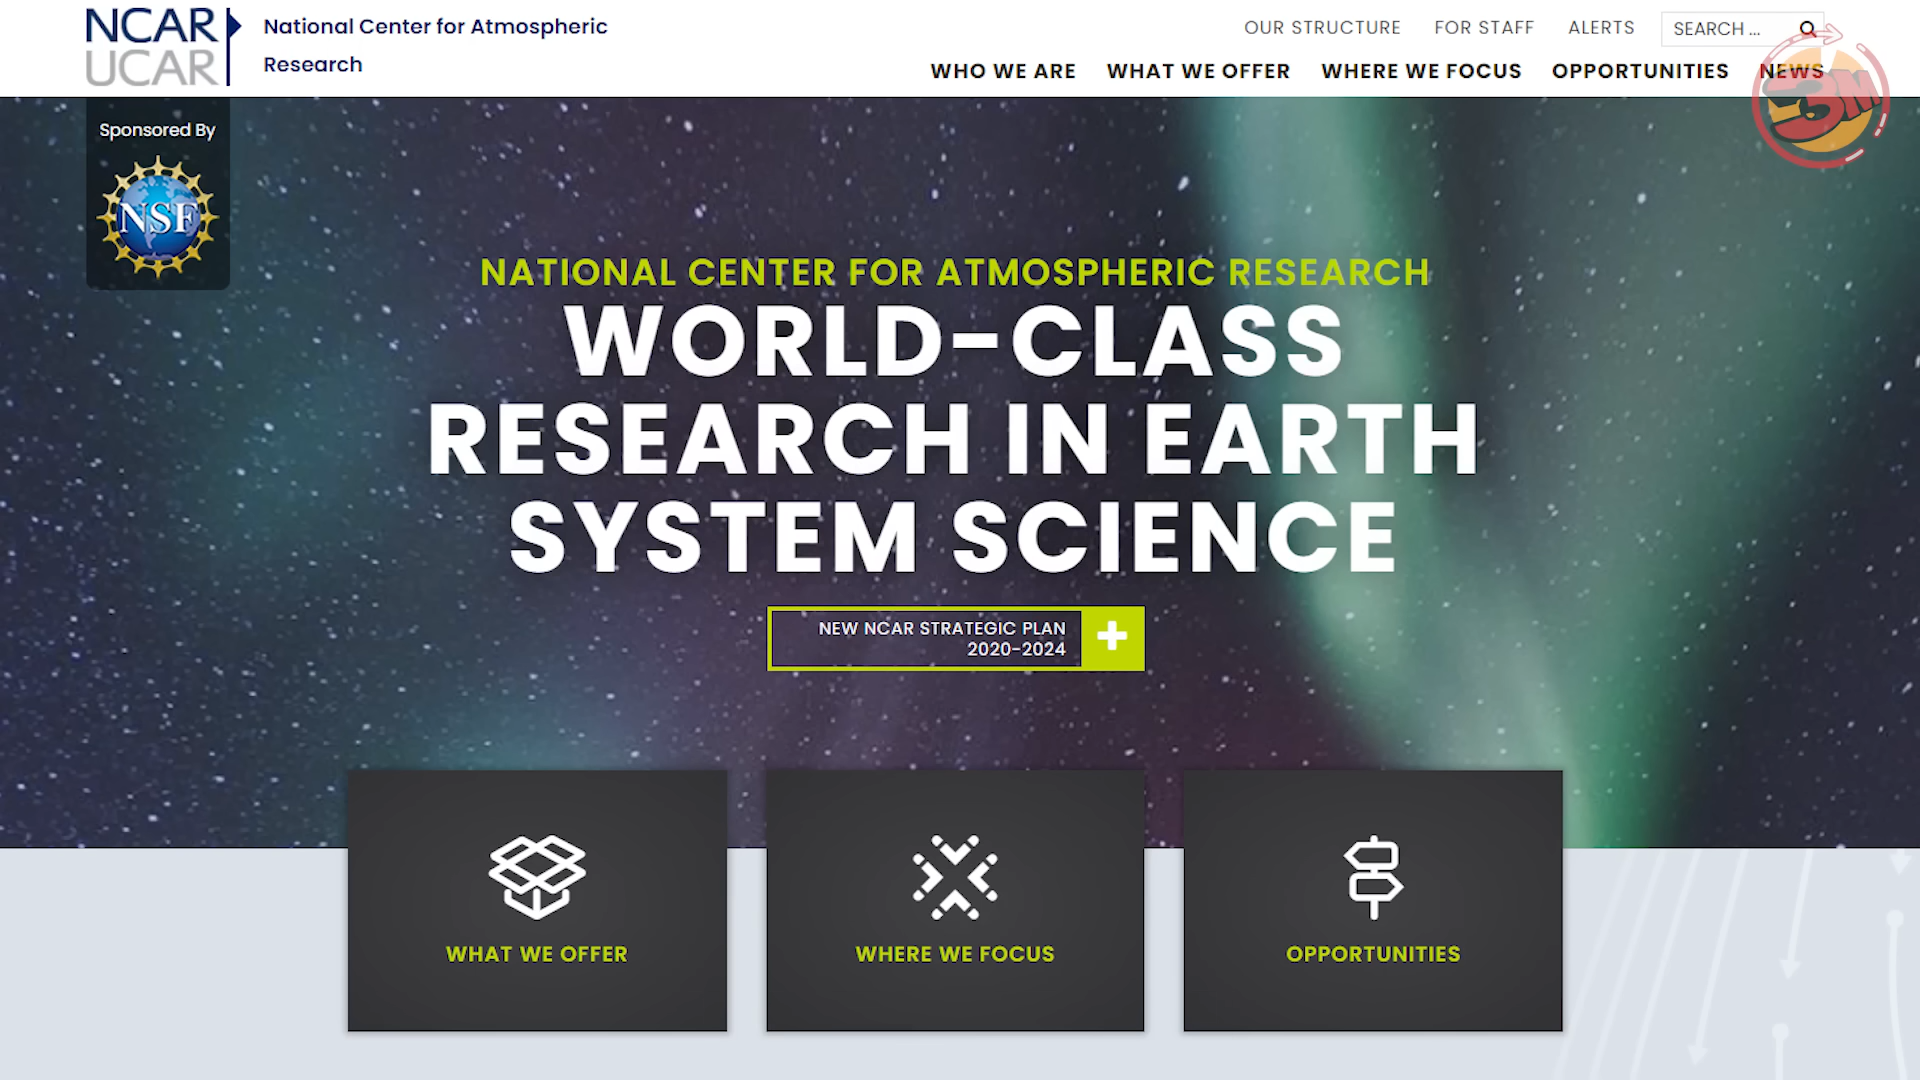 NCAR
UCAR
National Center for Atmospheric
Research
OUR STRUCTURE
FOR STAFF
ALERTS
SEARCH ...
WHO WE ARE
WHAT WE OFFER
WHERE WE FOCUS
OPPORTUNITIES
NEWS
3M
Sponsored By
NSF
NATIONAL CENTER FOR ATMOSPHERIC RESEARCH
WORLD-CLASS
RESEARCH IN EARTH
SYSTEM SCIENCE
NEW NCAR STRATEGIC PLAN
2020-2024
WHAT WE OFFER
WHERE WE FOCUS
OPPORTUNITIES